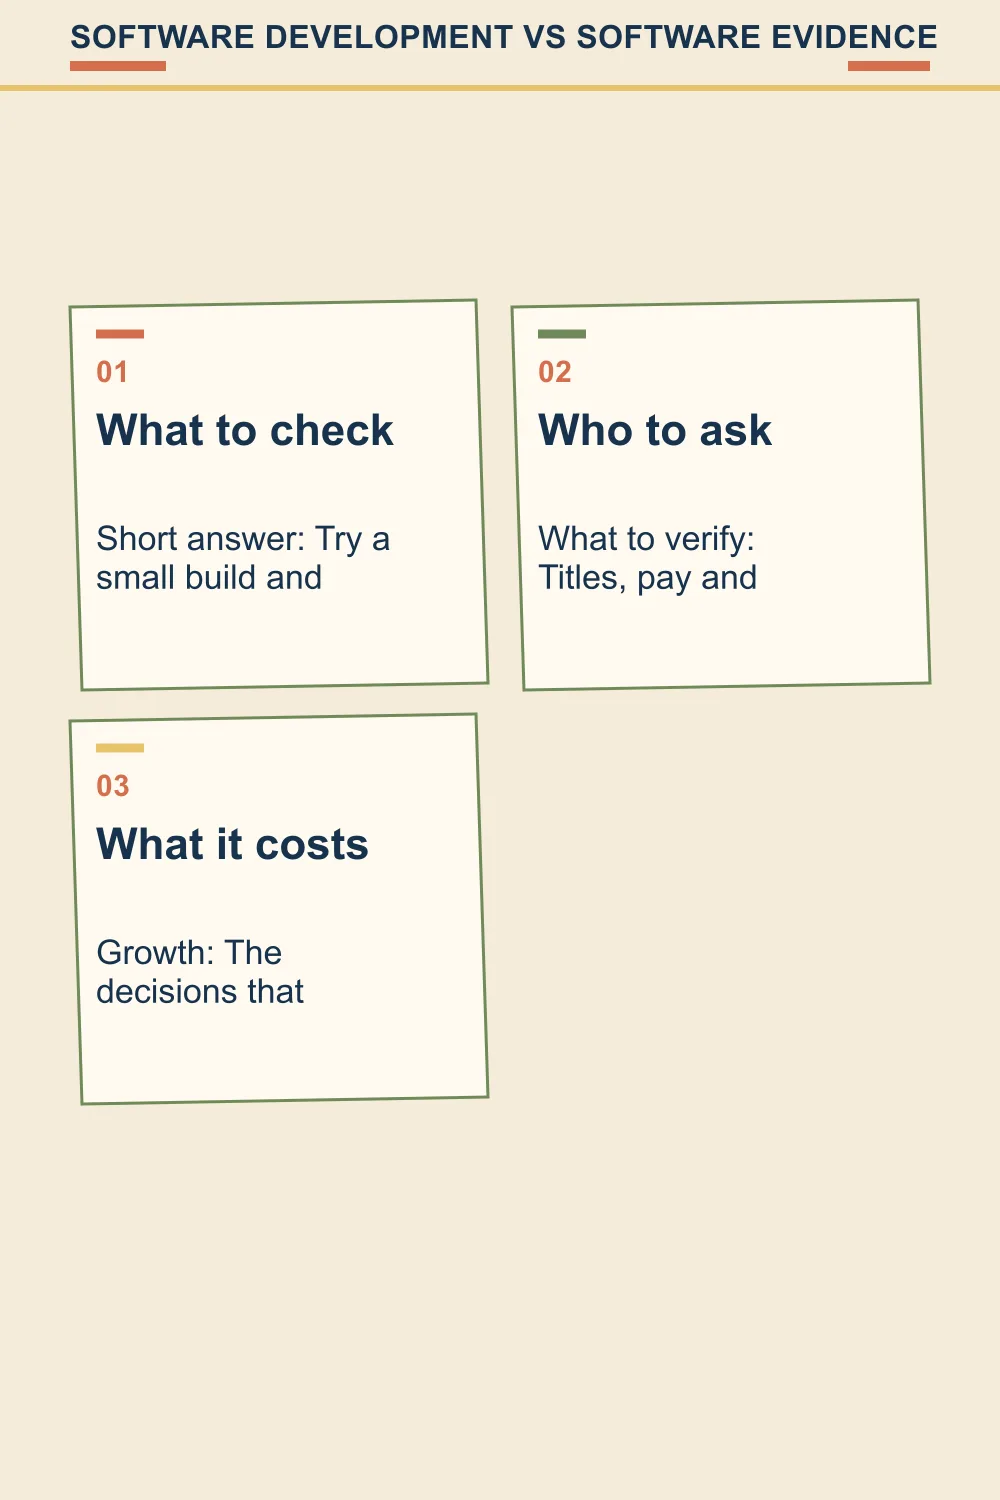 SOFTWARE DEVELOPMENT VS SOFTWARE EVIDENCE
01
What to check
Short answer: Try a
small build and
02
Who to ask
What to verify:
Titles, pay and
03
What it costs
Growth: The
decisions that